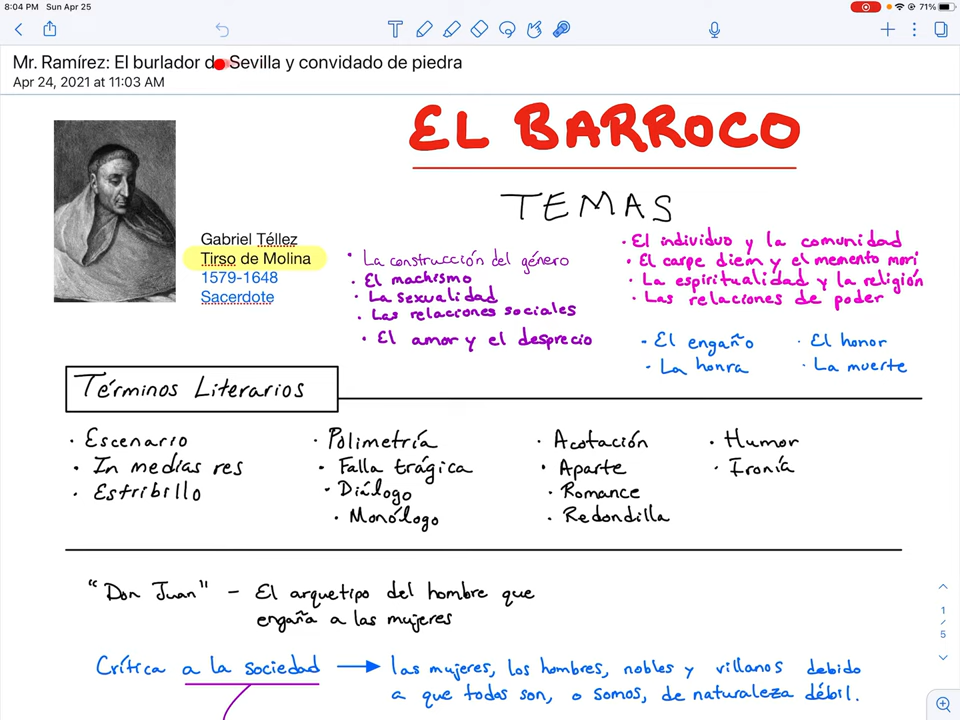 8:04 PM Sun Apr 25
71%
Mr. Ramírez: El burlador de Sevilla y convidado de piedra
Apr 24, 2021 at 11:03 AM
EL BARROCO
TEMAS
Gabriel Téllez
Tirso de Molina
1579-1648
Sacerdote
• La construcción del género
• El machismo
• La sexualidad
• Las relaciones sociales
• El amor y el desprecio
• El individuo y la comunidad
• El carpe diem y el memento mori
• La espiritualidad y la religión
• Las relaciones de poder
• El engaño
• La honra
• El honor
• La muerte
Términos Literarios
• Escenario
• In medias res
• Estribillo
• Polimetría
• Falla trágica
• Diálogo
• Monólogo
• Acotación
• Aparte
• Romance
• Redondilla
• Humor
• Ironía
"Don Juan" – El arquetipo del hombre que
engaña a las mujeres
Crítica a la sociedad → las mujeres, los hombres, nobles y villanos debido
a que todas son, o somos, de naturaleza débil.
1
/
5